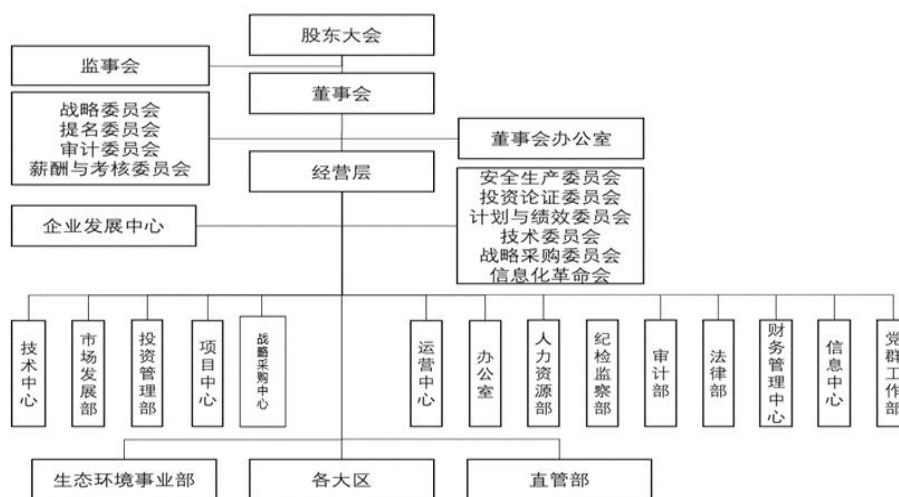 股东大会
监事会
董事会
战略委员会
提名委员会
审计委员会
薪酬与考核委员会
董事会办公室
经营层
安全生产委员会
投资论证委员会
计划与绩效委员会
技术委员会
战略采购委员会
信息化革命会
企业发展中心
技术中心
市场发展部
投资管理部
项目中心
战略采购中心
运营中心
办公室
人力资源部
纪检监察部
审计部
法律部
财务管理中心
信息中心
党群工作部
生态环境事业部
各大区
直管部